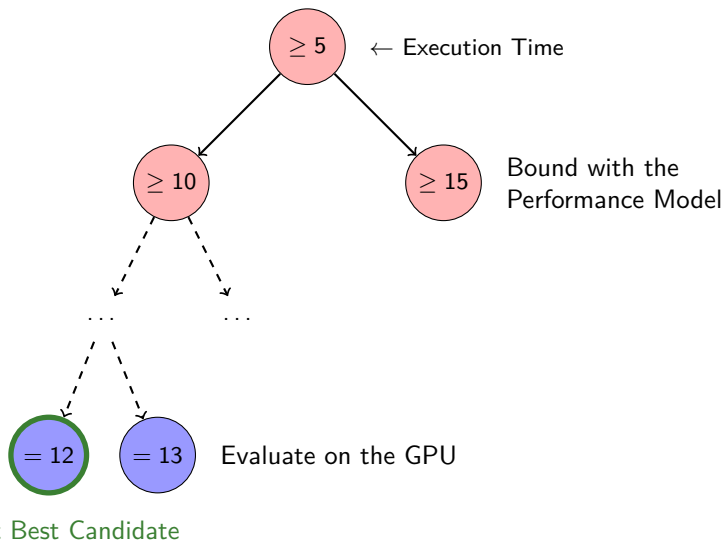 ≥ 5
← Execution Time
≥ 10
≥ 15
Bound with the
Performance Model
...
...
= 12
= 13
Evaluate on the GPU
Best Candidate